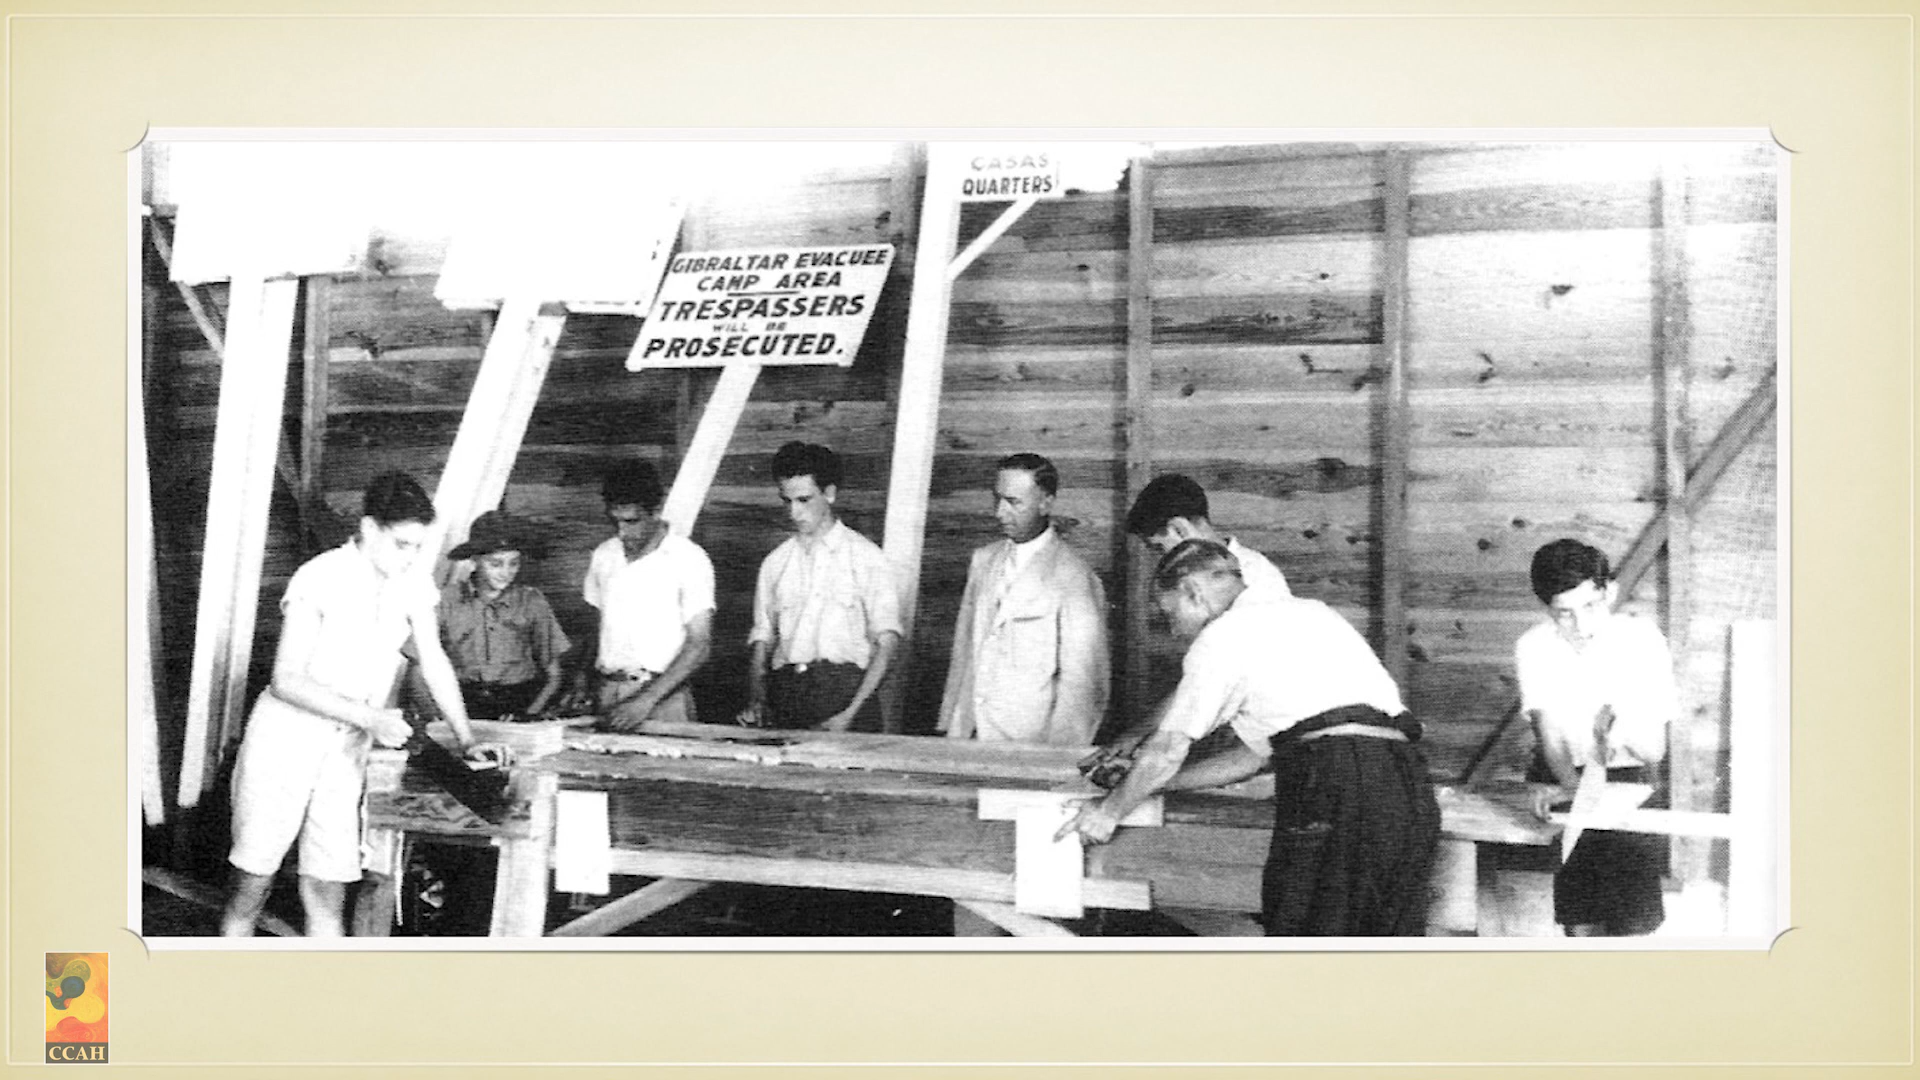 CASAS
QUARTERS
GIBRALTAR EVACUEE
CAMP AREA
TRESPASSERS
WILL BE
PROSECUTED.
CCAH